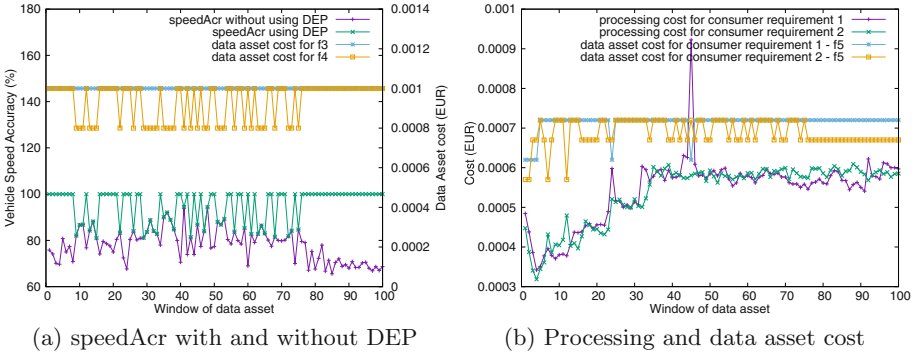 180
160
140
120
100
80
60
0 10 20 30 40 50 60 70 80 90 100
0.0014
0.0012
0.001
0.0008
0.0006
0.0004
0.0002
0
Vehicle Speed Accuracy (%)
Data Asset cost (EUR)
Window of data asset
speedAcr without using DEP
speedAcr using DEP
data asset cost for f3
data asset cost for f4
(a) speedAcr with and without DEP
0.001
0.0009
0.0008
0.0007
0.0006
0.0005
0.0004
0.0003
0 10 20 30 40 50 60 70 80 90 100
Cost (EUR)
Window of data asset
processing cost for consumer requirement 1
processing cost for consumer requirement 2
data asset cost for consumer requirement 1 - f5
data asset cost for consumer requirement 2 - f5
(b) Processing and data asset cost